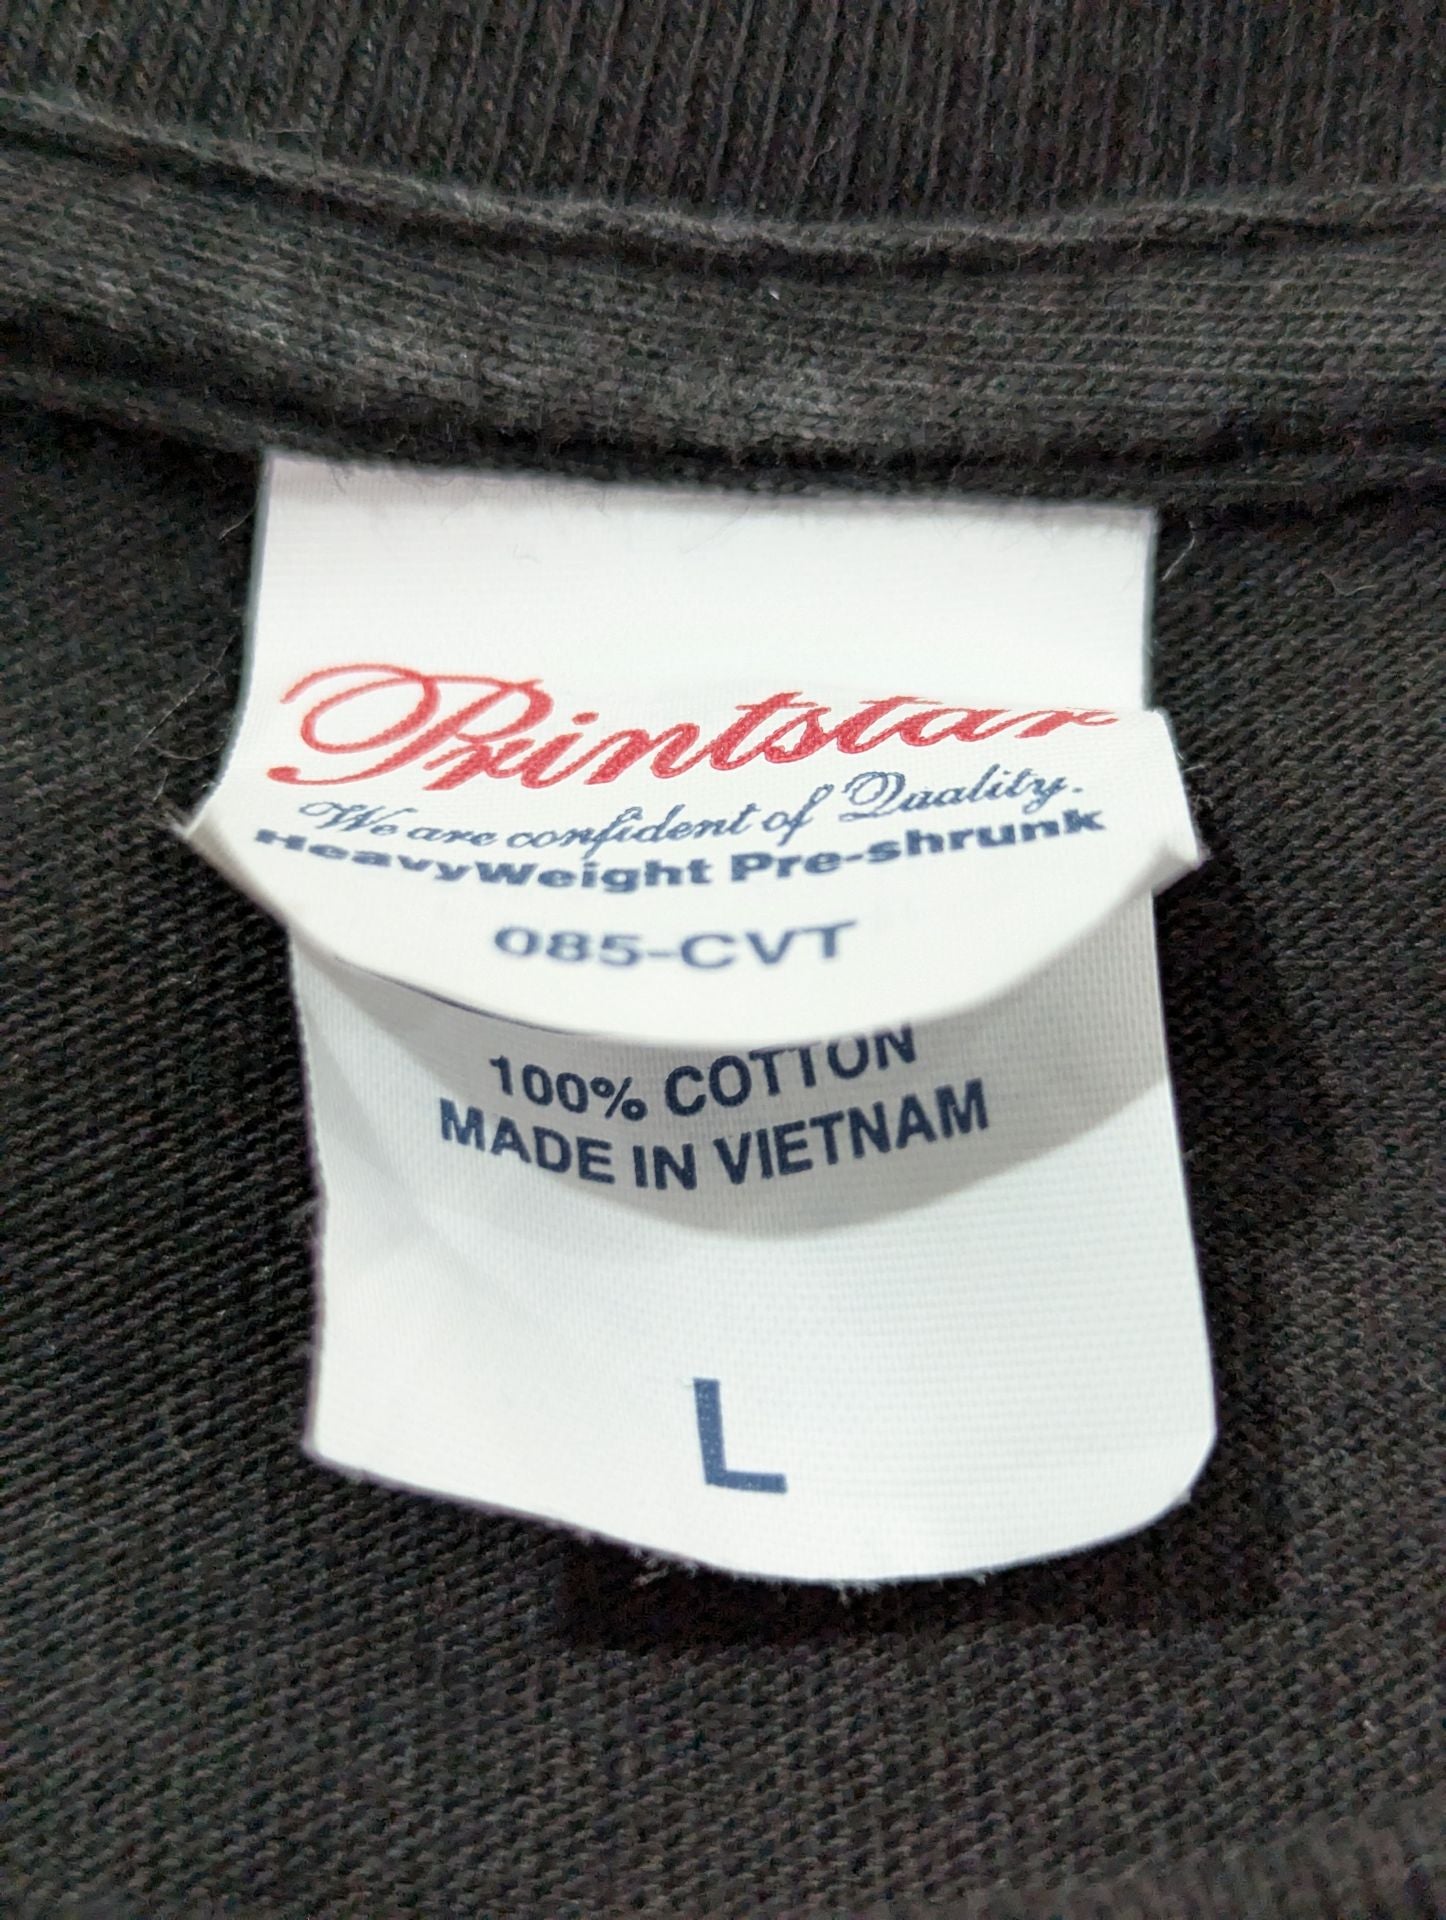 Printstar
We are confident of Quality.
HeavyWeight Pre-shrunk
085-CVT
100% COTTON
MADE IN VIETNAM
L